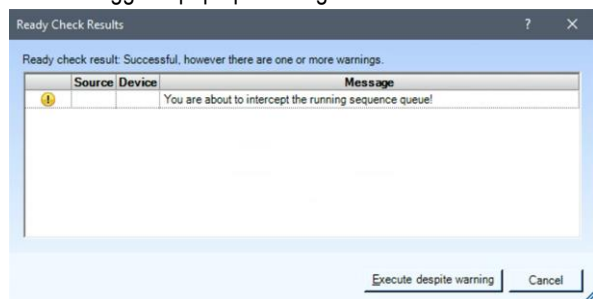 Ready Check Results ? ×
Ready check result: Successful, however there are one or more warnings.
Source Device Message
You are about to intercept the running sequence queue!
Execute despite warning Cancel